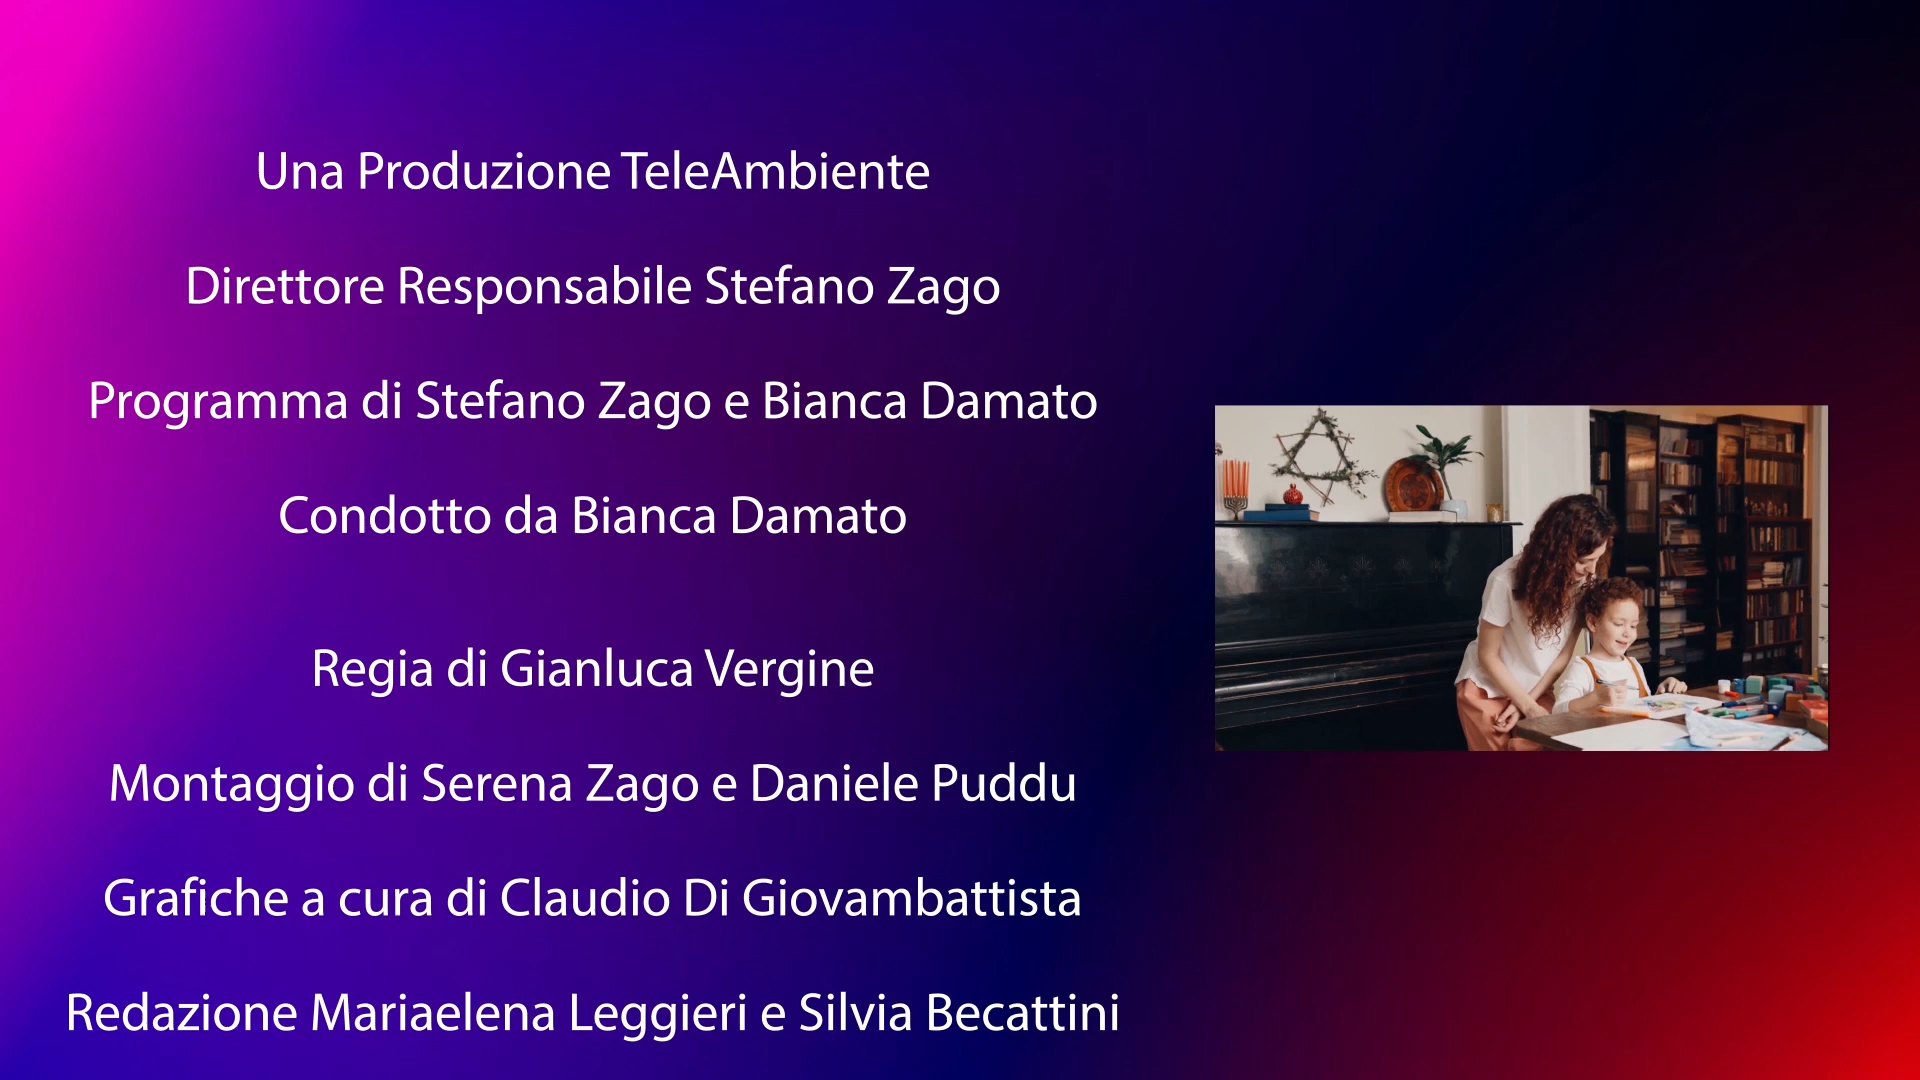 Una Produzione TeleAmbiente
Direttore Responsabile Stefano Zago
Programma di Stefano Zago e Bianca Damato
Condotto da Bianca Damato
Regia di Gianluca Vergine
Montaggio di Serena Zago e Daniele Puddu
Grafiche a cura di Claudio Di Giovambattista
Redazione Mariaelena Leggieri e Silvia Becattini